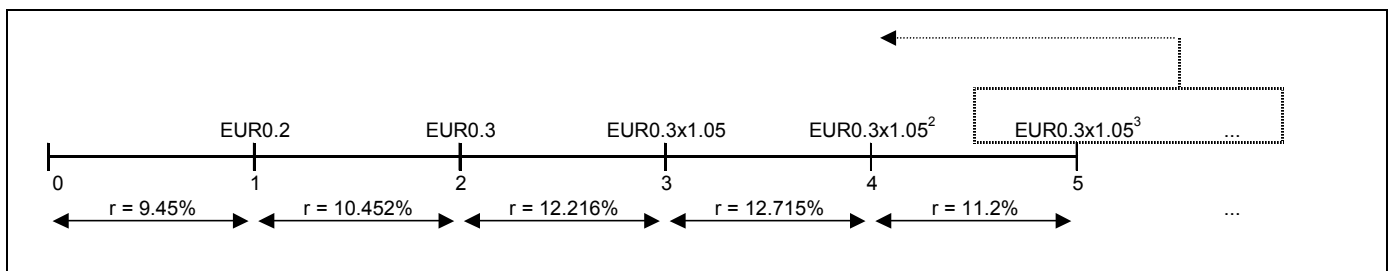 EUR0.2 EUR0.3 EUR0.3x1.05 EUR0.3x1.05² EUR0.3x1.05³ ...
0 1 2 3 4 5
r = 9.45% r = 10.452% r = 12.216% r = 12.715% r = 11.2% ...